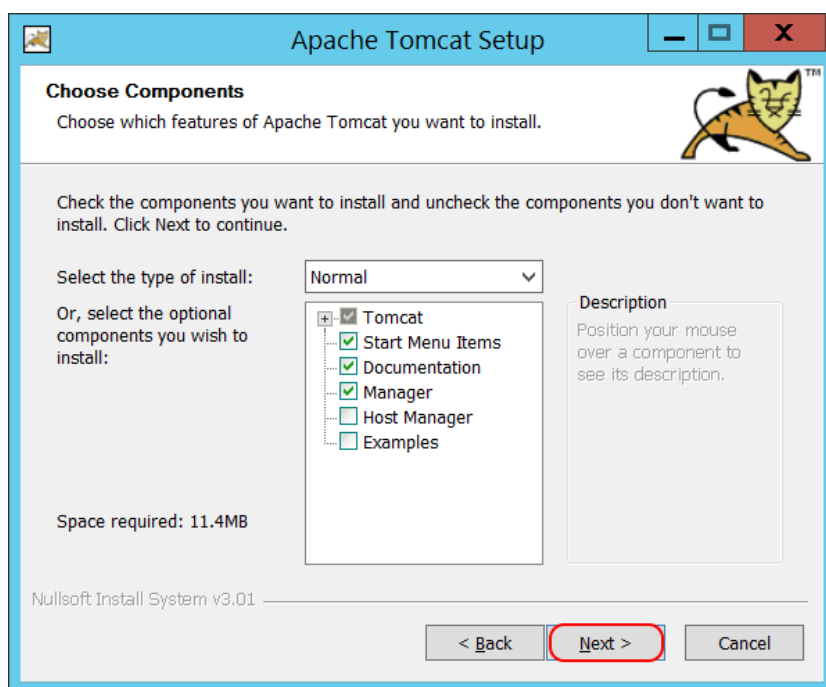 Apache Tomcat Setup
TM
Choose Components
Choose which features of Apache Tomcat you want to install.
Check the components you want to install and uncheck the components you don't want to
install. Click Next to continue.
Select the type of install:
Normal
Or, select the optional
components you wish to
install:
Tomcat
Start Menu Items
Documentation
Manager
Host Manager
Examples
Description
Position your mouse
over a component to
see its description.
Space required: 11.4MB
Nullsoft Install System v3.01
< Back
Next >
Cancel